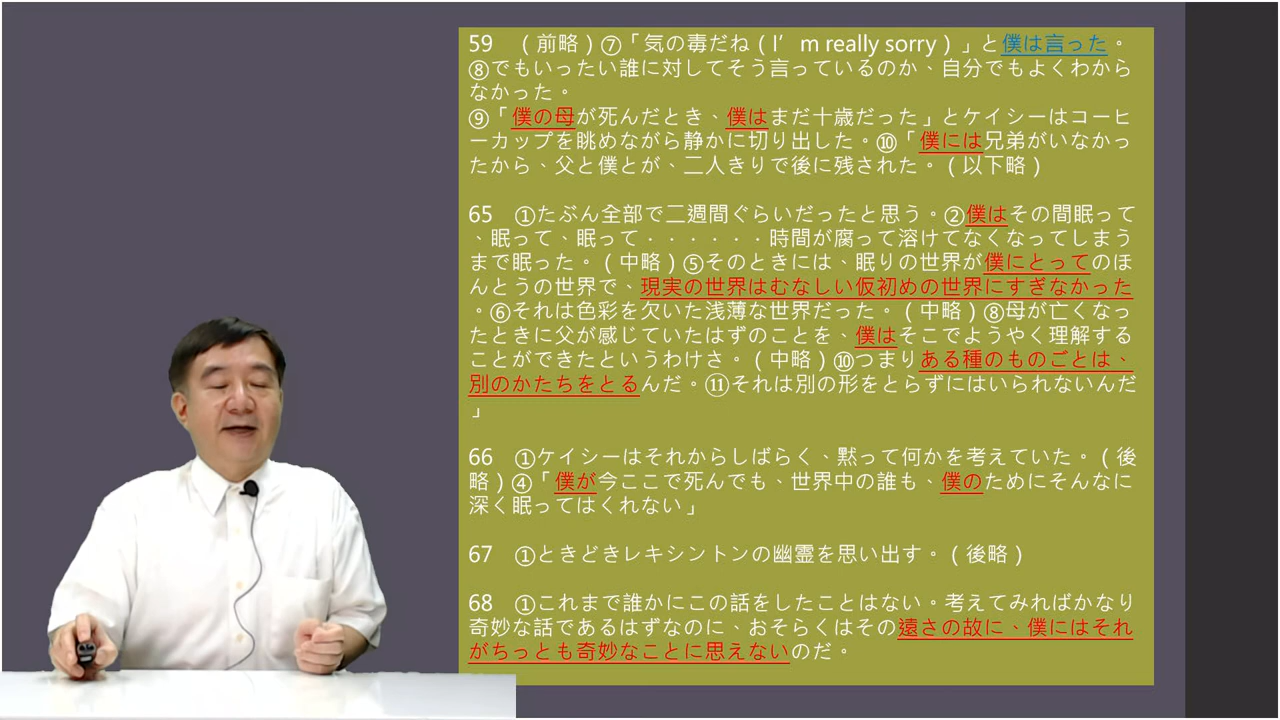 59　（前略）⑦「気の毒だね（I’m really sorry）」と僕は言った。
⑧でもいったい誰に対してそう言っているのか、自分でもよくわから
なかった。
⑨「僕の母が死んだとき、僕はまだ十歳だった」とケイシーはコーヒ
ーカップを眺めながら静かに切り出した。⑩「僕には兄弟がいなかっ
たから、父と僕とが、二人きりで後に残された。（以下略）
65　①たぶん全部で二週間ぐらいだったと思う。②僕はその間眠って
、眠って、眠って・・・・・・時間が腐って溶けてなくなってしまう
まで眠った。（中略）⑤そのときには、眠りの世界が僕にとってのほ
んとうの世界で、現実の世界はむなしい仮初めの世界にすぎなかった
。⑥それは色彩を欠いた浅薄な世界だった。（中略）⑧母が亡くなっ
たときに父が感じていたはずのことを、僕はそこでようやく理解する
ことができたというわけさ。（中略）⑩つまりある種のものごとは、
別のかたちをとるんだ。⑪それは別の形をとらずにはいられないんだ
」
66　①ケイシーはそれからしばらく、黙って何かを考えていた。（後
略）④「僕が今ここで死んでも、世界中の誰も、僕のためにそんなに
深く眠ってはくれない」
67　①ときどきレキシントンの幽霊を思い出す。（後略）
68　①これまで誰かにこの話をしたことはない。考えてみればかなり
奇妙な話であるはずなのに、おそらくはその遠さの故に、僕にはそれ
がちっとも奇妙なことに思えないのだ。